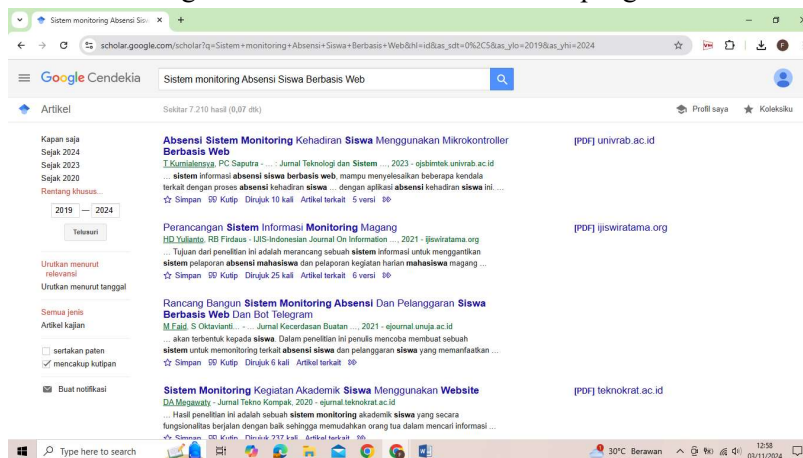 Sistem monitoring Absensi Sisw
scholar.google.com/scholar?q=Sistem+monitoring+Absensi+Siswa+Berbasis+Web&hl=id&as_sdt=0%2C5&as_ylo=2019&as_yhi=2024
Google Cendekia
Sistem monitoring Absensi Siswa Berbasis Web
Artikel
Sekitar 7.210 hasil (0,07 dtk)
Profil saya
Koleksiku
Kapan saja
Sejak 2024
Sejak 2023
Sejak 2020
Rentang khusus...
2019 — 2024
Telusuri
Urutkan menurut
relevansi
Urutkan menurut tanggal
Semua jenis
Artikel kajian
sertakan paten
mencakup kutipan
Buat notifikasi
Absensi Sistem Monitoring Kehadiran Siswa Menggunakan Mikrokontroller
Berbasis Web
T Kurnialensya, PC Saputra - ... : Jurnal Teknologi dan Sistem ..., 2023 - ojsbimtek.univrab.ac.id
... sistem informasi absensi siswa berbasis web, mampu menyelesaikan beberapa kendala
terkait dengan proses absensi kehadiran siswa ... dengan aplikasi absensi kehadiran siswa ini. ...
Simpan Kutip Dirujuk 10 kali Artikel terkait 5 versi
[PDF] univrab.ac.id
Perancangan Sistem Informasi Monitoring Magang
HD Yulianto, RB Firdaus - IJIS-Indonesian Journal On Information ..., 2021 - ijiswiratama.org
... Tujuan dari penelitian ini adalah merancang sebuah sistem informasi untuk menggantikan
sistem pelaporan absensi mahasiswa dan pelaporan kegiatan harian mahasiswa magang ...
Simpan Kutip Dirujuk 25 kali Artikel terkait 6 versi
[PDF] ijiswiratama.org
Rancang Bangun Sistem Monitoring Absensi Dan Pelanggaran Siswa
Berbasis Web Dan Bot Telegram
M Faid, S Oktavianti... - ... Jurnal Kecerdasan Buatan ..., 2021 - ejournal.unuja.ac.id
... akan terbentuk kepada siswa. Dalam penelitian ini penulis mencoba membuat sebuah
sistem untuk memonitoring terkait absensi siswa dan pelanggaran siswa yang memanfaatkan ...
Simpan Kutip Dirujuk 6 kali Artikel terkait
Sistem Monitoring Kegiatan Akademik Siswa Menggunakan Website
DA Megawaty - Jurnal Tekno Kompak, 2020 - ejurnal.teknokrat.ac.id
... Hasil penelitian ini adalah sebuah sistem monitoring akademik siswa yang secara
fungsionalitas berjalan dengan baik sehingga memudahkan orang tua dalam mencari informasi ...
Simpan Kutip Dirujuk 237 kali Artikel terkait
[PDF] teknokrat.ac.id
Type here to search
30°C Berawan
12:58
03/11/2024